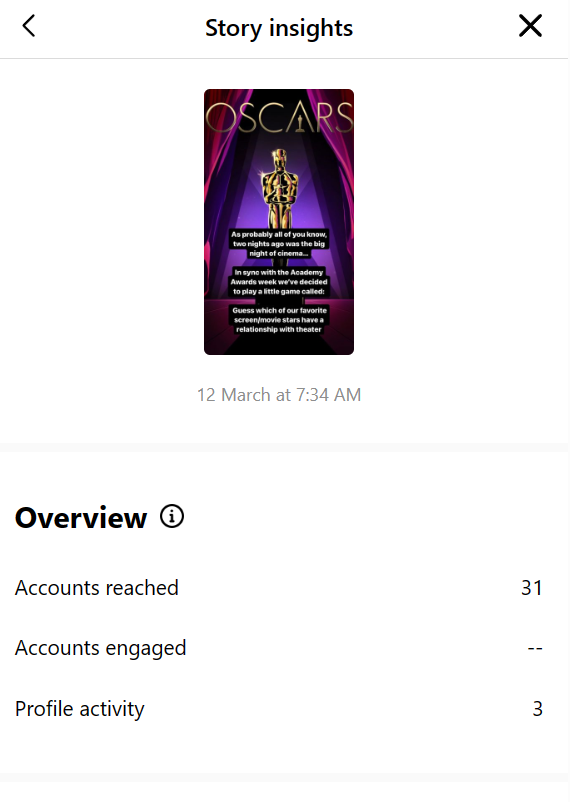 Story insights
OSCARS
As probably all of you know,
two nights ago was the big
night of cinema...
In sync with the Academy
Awards week we've decided
to play a little game called:
Guess which of our favorite
screen/movie stars have a
relationship with theater
12 March at 7:34 AM
Overview
Accounts reached 31
Accounts engaged --
Profile activity 3